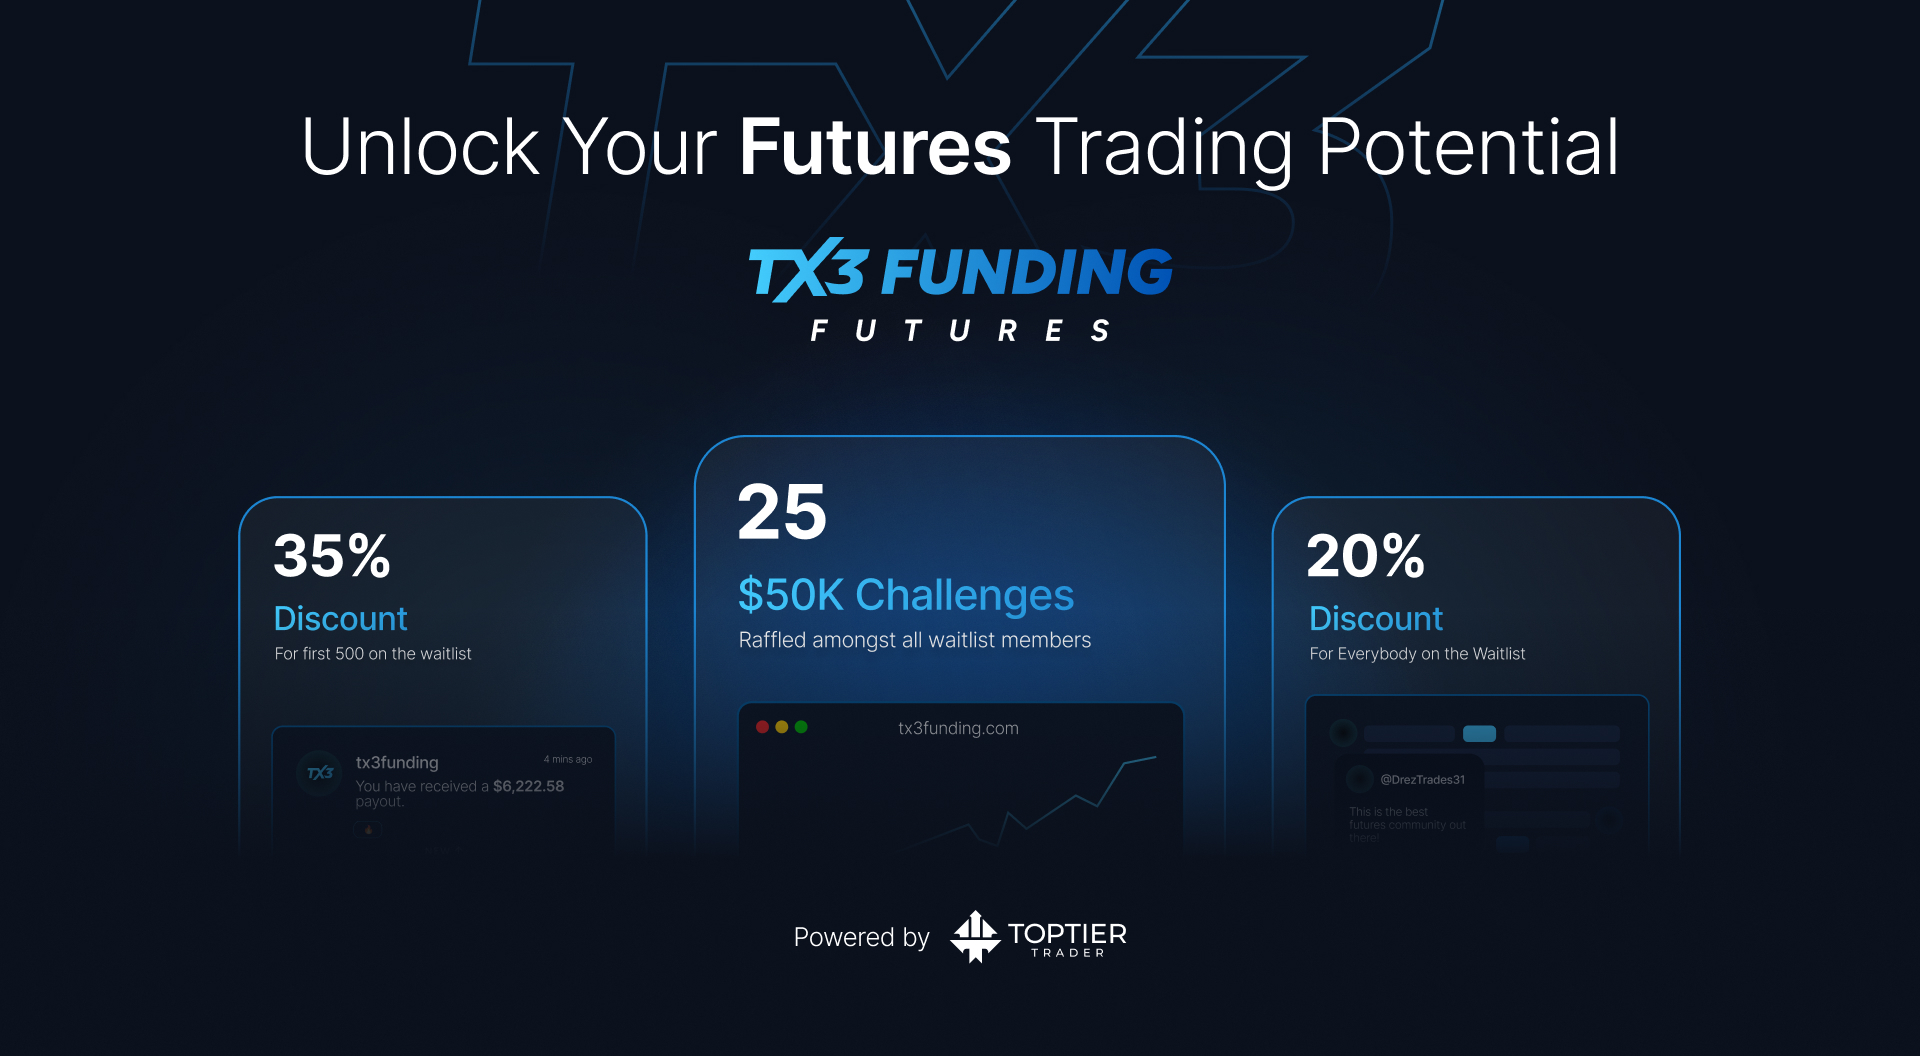 Unlock Your Futures Trading Potential
TX3 FUNDING
FUTURES
35%
Discount
For first 500 on the waitlist
tx3funding
4 mins ago
TX3
You have received a $6,222.58
payout.
25
$50K Challenges
Raffled amongst all waitlist members
tx3funding.com
20%
Discount
For Everybody on the Waitlist
@DrezTrades31
This is the best
futures community out
there!
Powered by
TOPTIER
TRADER